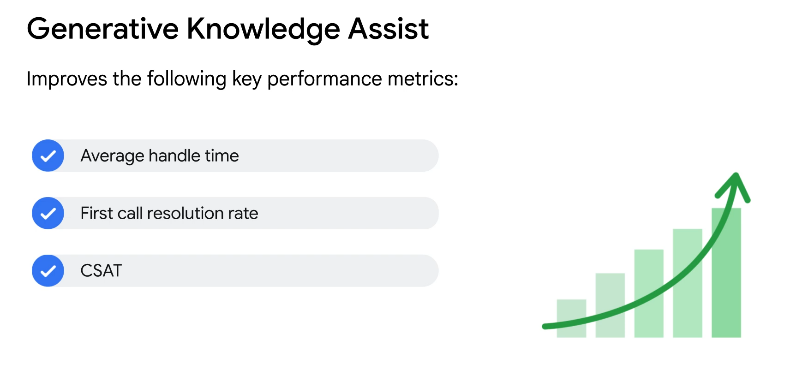 Generative Knowledge Assist
Improves the following key performance metrics:
Average handle time
First call resolution rate
CSAT